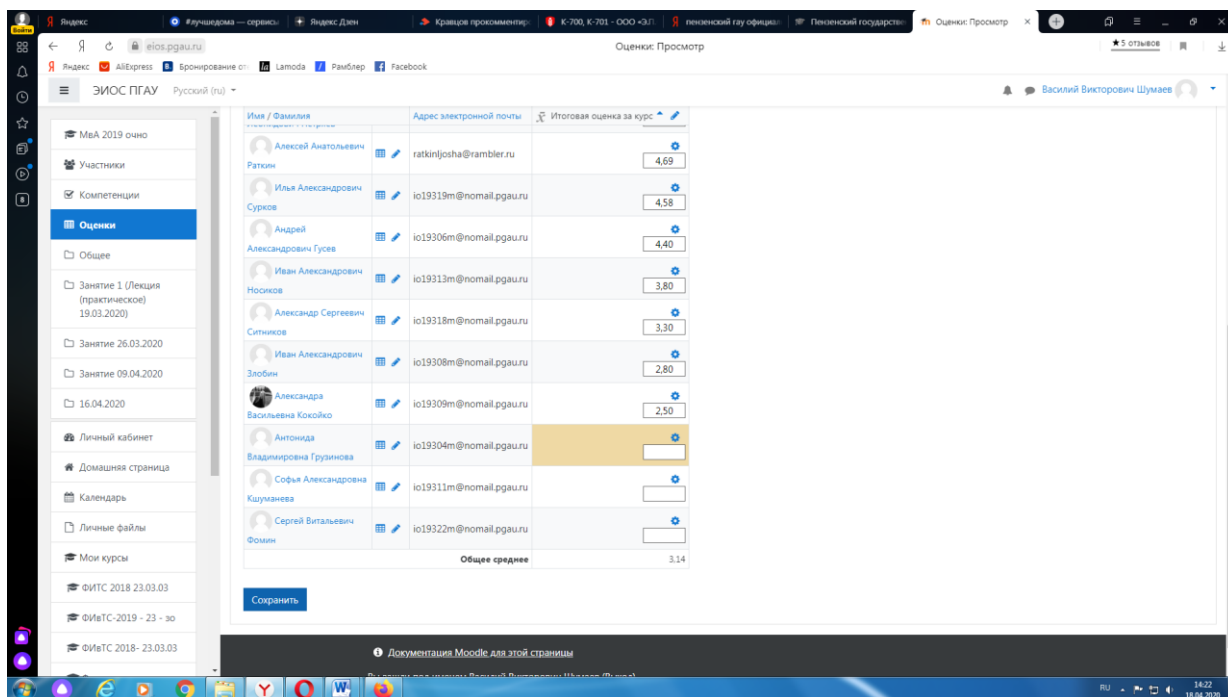 Войти
Яндекс
#лучшедома — сервисы
Яндекс Дзен
Кравцов прокомментиро
К-700, К-701 - ООО «З.П.
пензенский гау официал
Пензенский государстве
Оценки: Просмотр
eios.pgau.ru
Оценки: Просмотр
★5 отзывов
Яндекс
AliExpress
Бронирование от
Lamoda
Рамблер
Facebook
ЭИОС ПГАУ
Русский (ru)
Василий Викторович Шумаев
МвА 2019 очно
Участники
Компетенции
Оценки
Общее
Занятие 1 (Лекция
(практическое)
19.03.2020)
Занятие 26.03.2020
Занятие 09.04.2020
16.04.2020
Личный кабинет
Домашняя страница
Календарь
Личные файлы
Мои курсы
ФИТС 2018 23.03.03
ФИвТС-2019 - 23 - зо
ФИвТС 2018- 23.03.03
Имя / Фамилия Адрес электронной почты Итоговая оценка за курс
Алексей Анатольевич
Раткин
ratkinljosha@rambler.ru 4,69
Илья Александрович
Сурков
io19319m@nomail.pgau.ru 4,58
Андрей
Александрович Гусев
io19306m@nomail.pgau.ru 4,40
Иван Александрович
Носиков
io19313m@nomail.pgau.ru 3,80
Александр Сергеевич
Ситников
io19318m@nomail.pgau.ru 3,30
Иван Александрович
Злобин
io19308m@nomail.pgau.ru 2,80
Александра
Васильевна Кокойко
io19309m@nomail.pgau.ru 2,50
Антонида
Владимировна Грузинова
io19304m@nomail.pgau.ru
Софья Александровна
Кшуманева
io19311m@nomail.pgau.ru
Сергей Витальевич
Фомин
io19322m@nomail.pgau.ru
Общее среднее 3.14
Сохранить
Документация Moodle для этой страницы
Вы зашли под именем Василий Викторович Шумаев (Выход)
RU
14:22
18.04.2020